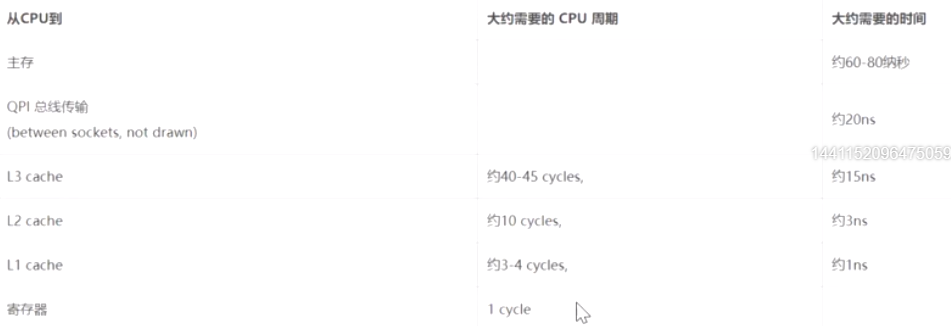 从CPU到 大约需要的 CPU 周期 大约需要的时间
主存 约60-80纳秒
QPI 总线传输
(between sockets, not drawn) 约20ns
1441152096475059
L3 cache 约40-45 cycles, 约15ns
L2 cache 约10 cycles, 约3ns
L1 cache 约3-4 cycles, 约1ns
寄存器 1 cycle